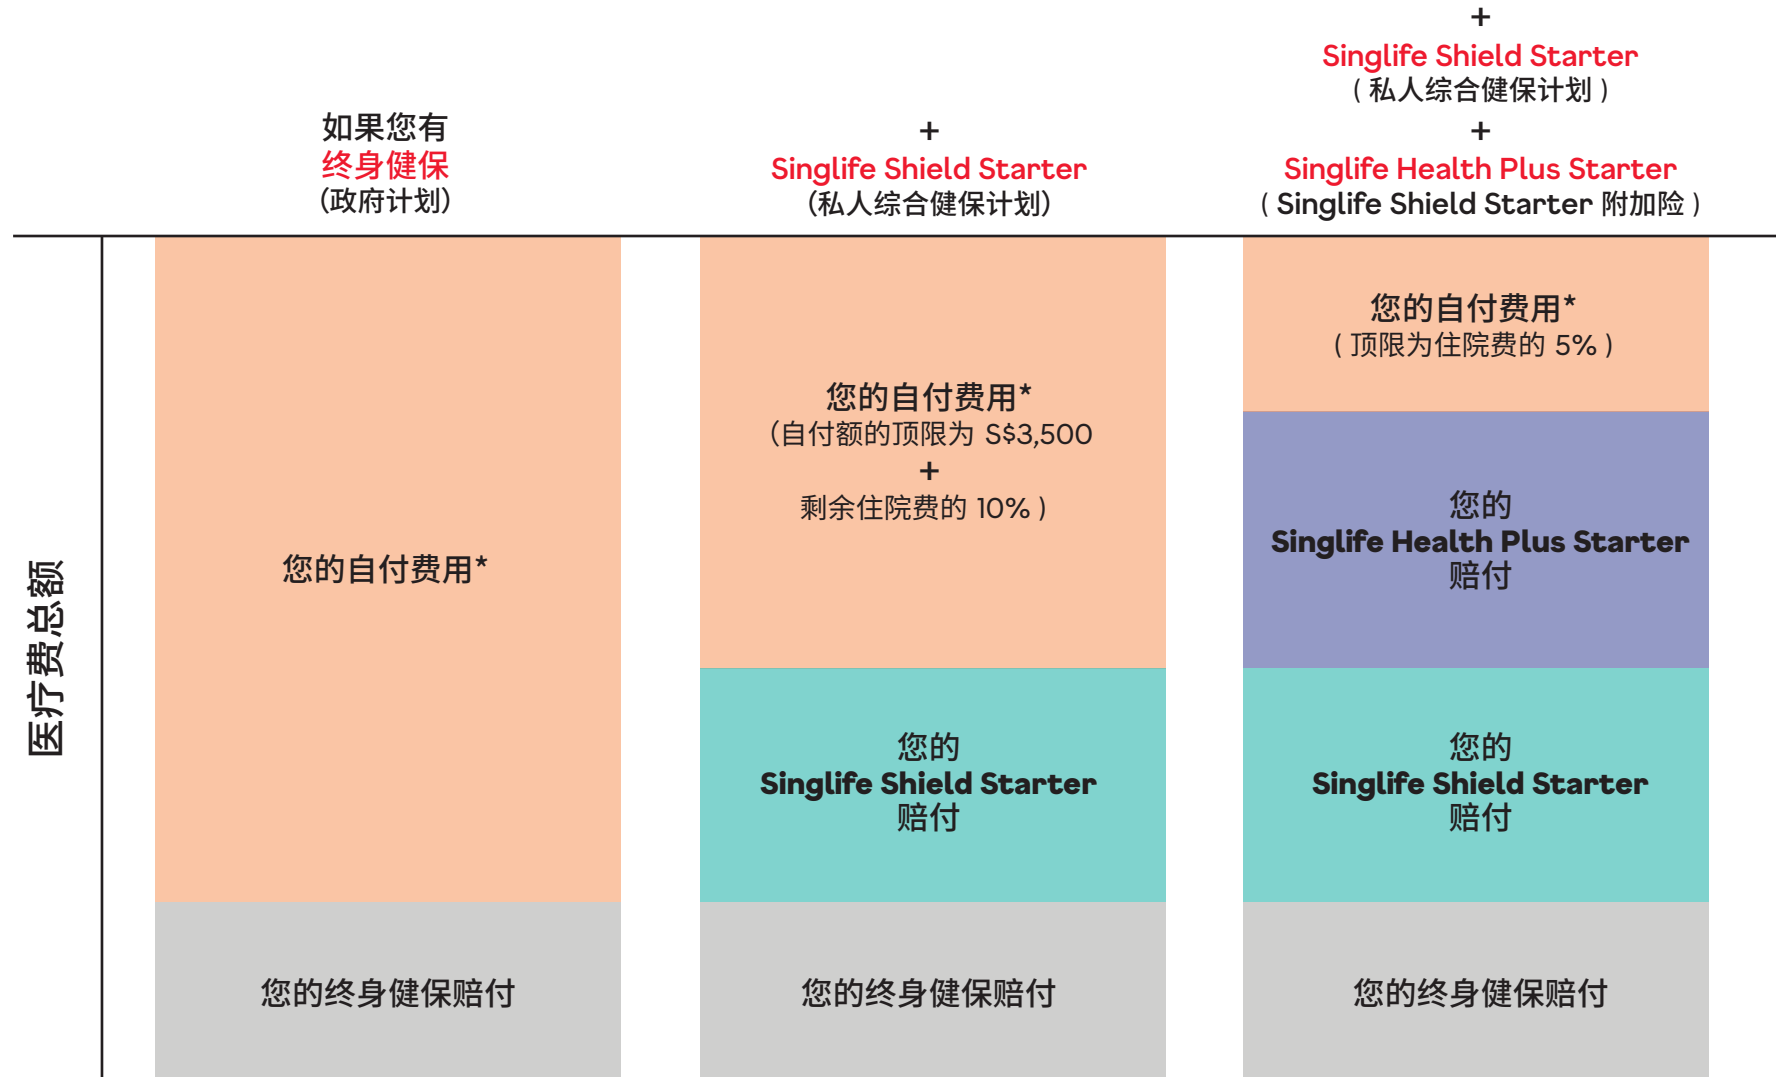 如果您有
终身健保
（政府计划）
+
Singlife Shield Starter
（私人综合健保计划）
+
Singlife Shield Starter
( 私人综合健保计划 )
+
Singlife Health Plus Starter
( Singlife Shield Starter 附加险 )
医疗费总额
您的自付费用*
您的终身健保赔付
您的自付费用*
（自付额的顶限为 S$3,500
+
剩余住院费的 10% )
您的
Singlife Shield Starter
赔付
您的终身健保赔付
您的自付费用*
( 顶限为住院费的 5% )
您的
Singlife Health Plus Starter
赔付
您的
Singlife Shield Starter
赔付
您的终身健保赔付